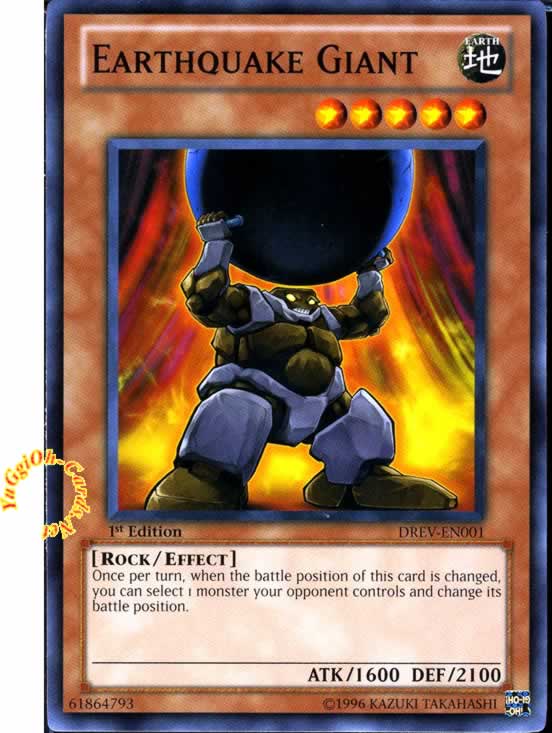 EARTHQUAKE GIANT
EARTH
地
1st Edition
DREV-EN001
[ROCK/EFFECT]
Once per turn, when the battle position of this card is changed,
you can select 1 monster your opponent controls and change its
battle position.
ATK/1600 DEF/2100
61864793
©1996 KAZUKI TAKAHASHI
YuGgiOh-Cards.Net